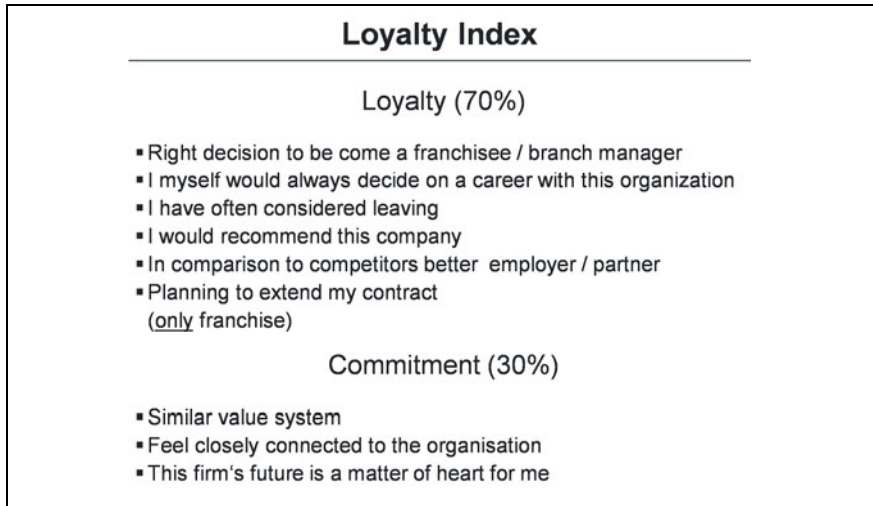 Loyalty Index
Loyalty (70%)
▪ Right decision to be come a franchisee / branch manager
▪ I myself would always decide on a career with this organization
▪ I have often considered leaving
▪ I would recommend this company
▪ In comparison to competitors better employer / partner
▪ Planning to extend my contract
(only franchise)
Commitment (30%)
▪ Similar value system
▪ Feel closely connected to the organisation
▪ This firm‘s future is a matter of heart for me